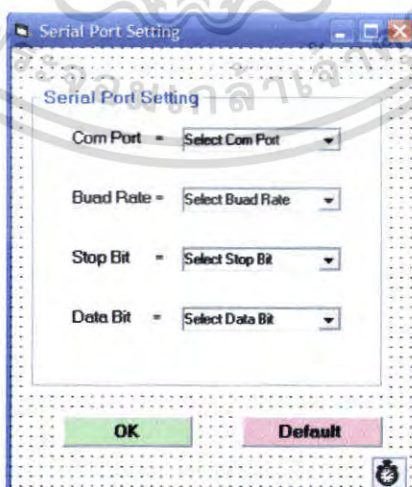 Serial Port Setting
Serial Port Setting
Com Port = Select Com Port
Buad Rate = Select Buad Rate
Stop Bit = Select Stop Bit
Data Bit = Select Data Bit
OK Default